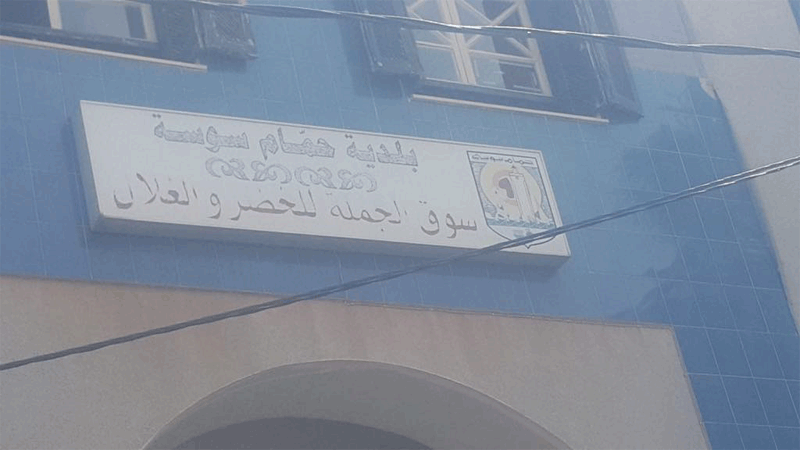 بلدية حمام سوسة
سوق الجملة للخضر و الغلال